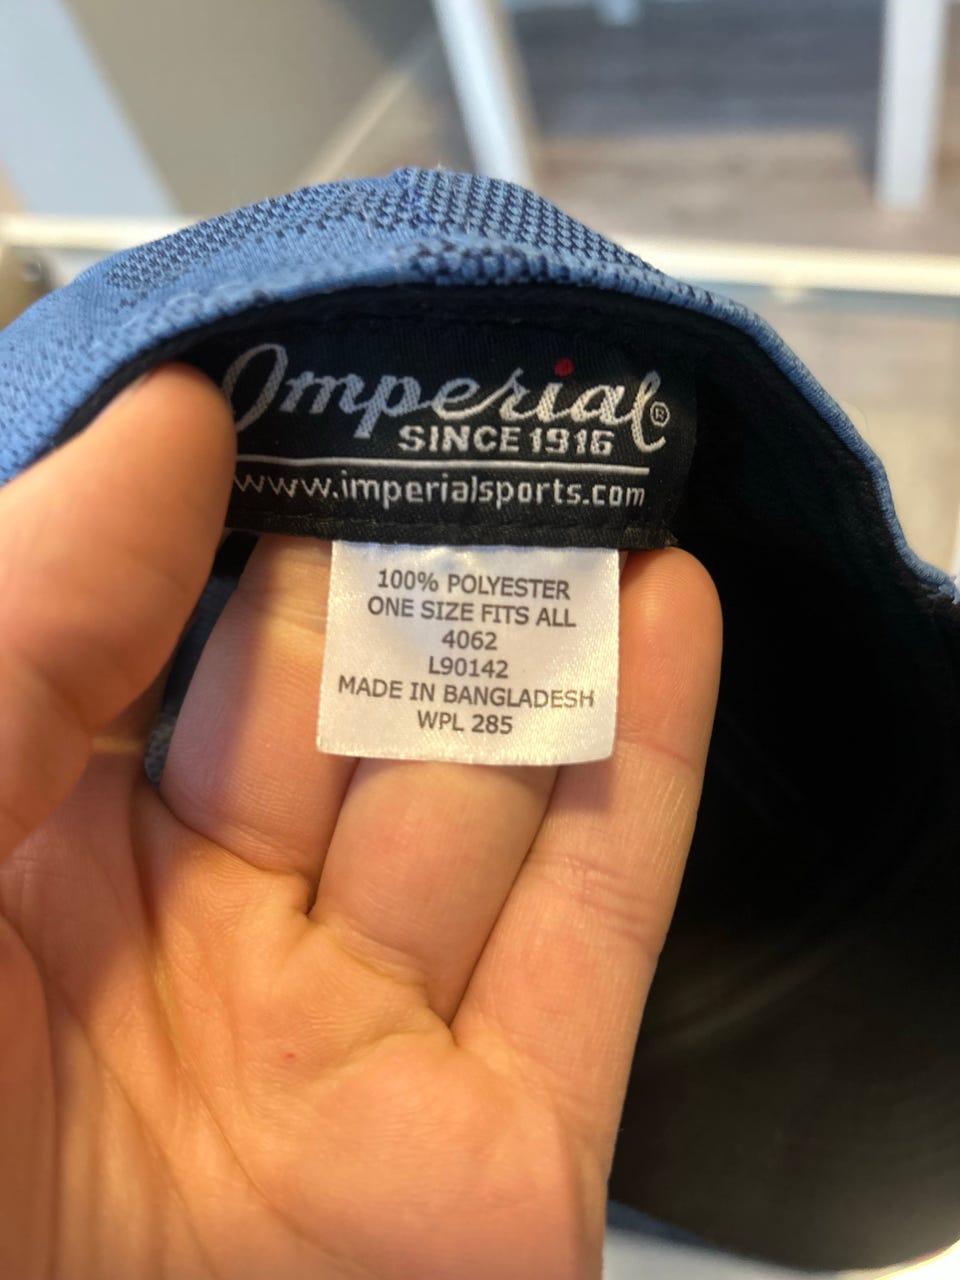 Imperial®
SINCE 1916
www.imperialsports.com
100% POLYESTER
ONE SIZE FITS ALL
4062
L90142
MADE IN BANGLADESH
WPL 285